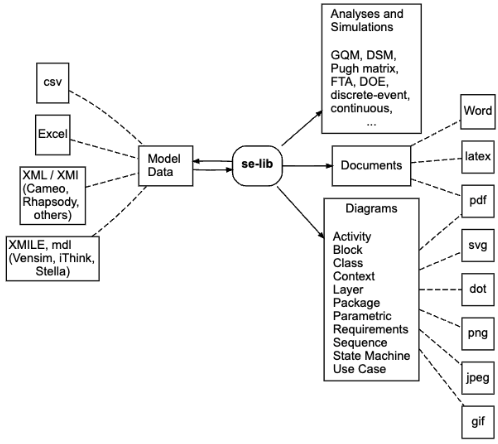 csv
Excel
XML / XMI
(Cameo,
Rhapsody,
others)
XMILE, mdl
(Vensim, iThink,
Stella)
Model
Data
se-lib
Analyses and
Simulations
GQM, DSM,
Pugh matrix,
FTA, DOE,
discrete-event,
continuous,
...
Documents
Diagrams
Activity
Block
Class
Context
Layer
Package
Parametric
Requirements
Sequence
State Machine
Use Case
Word
latex
pdf
svg
dot
png
jpeg
gif